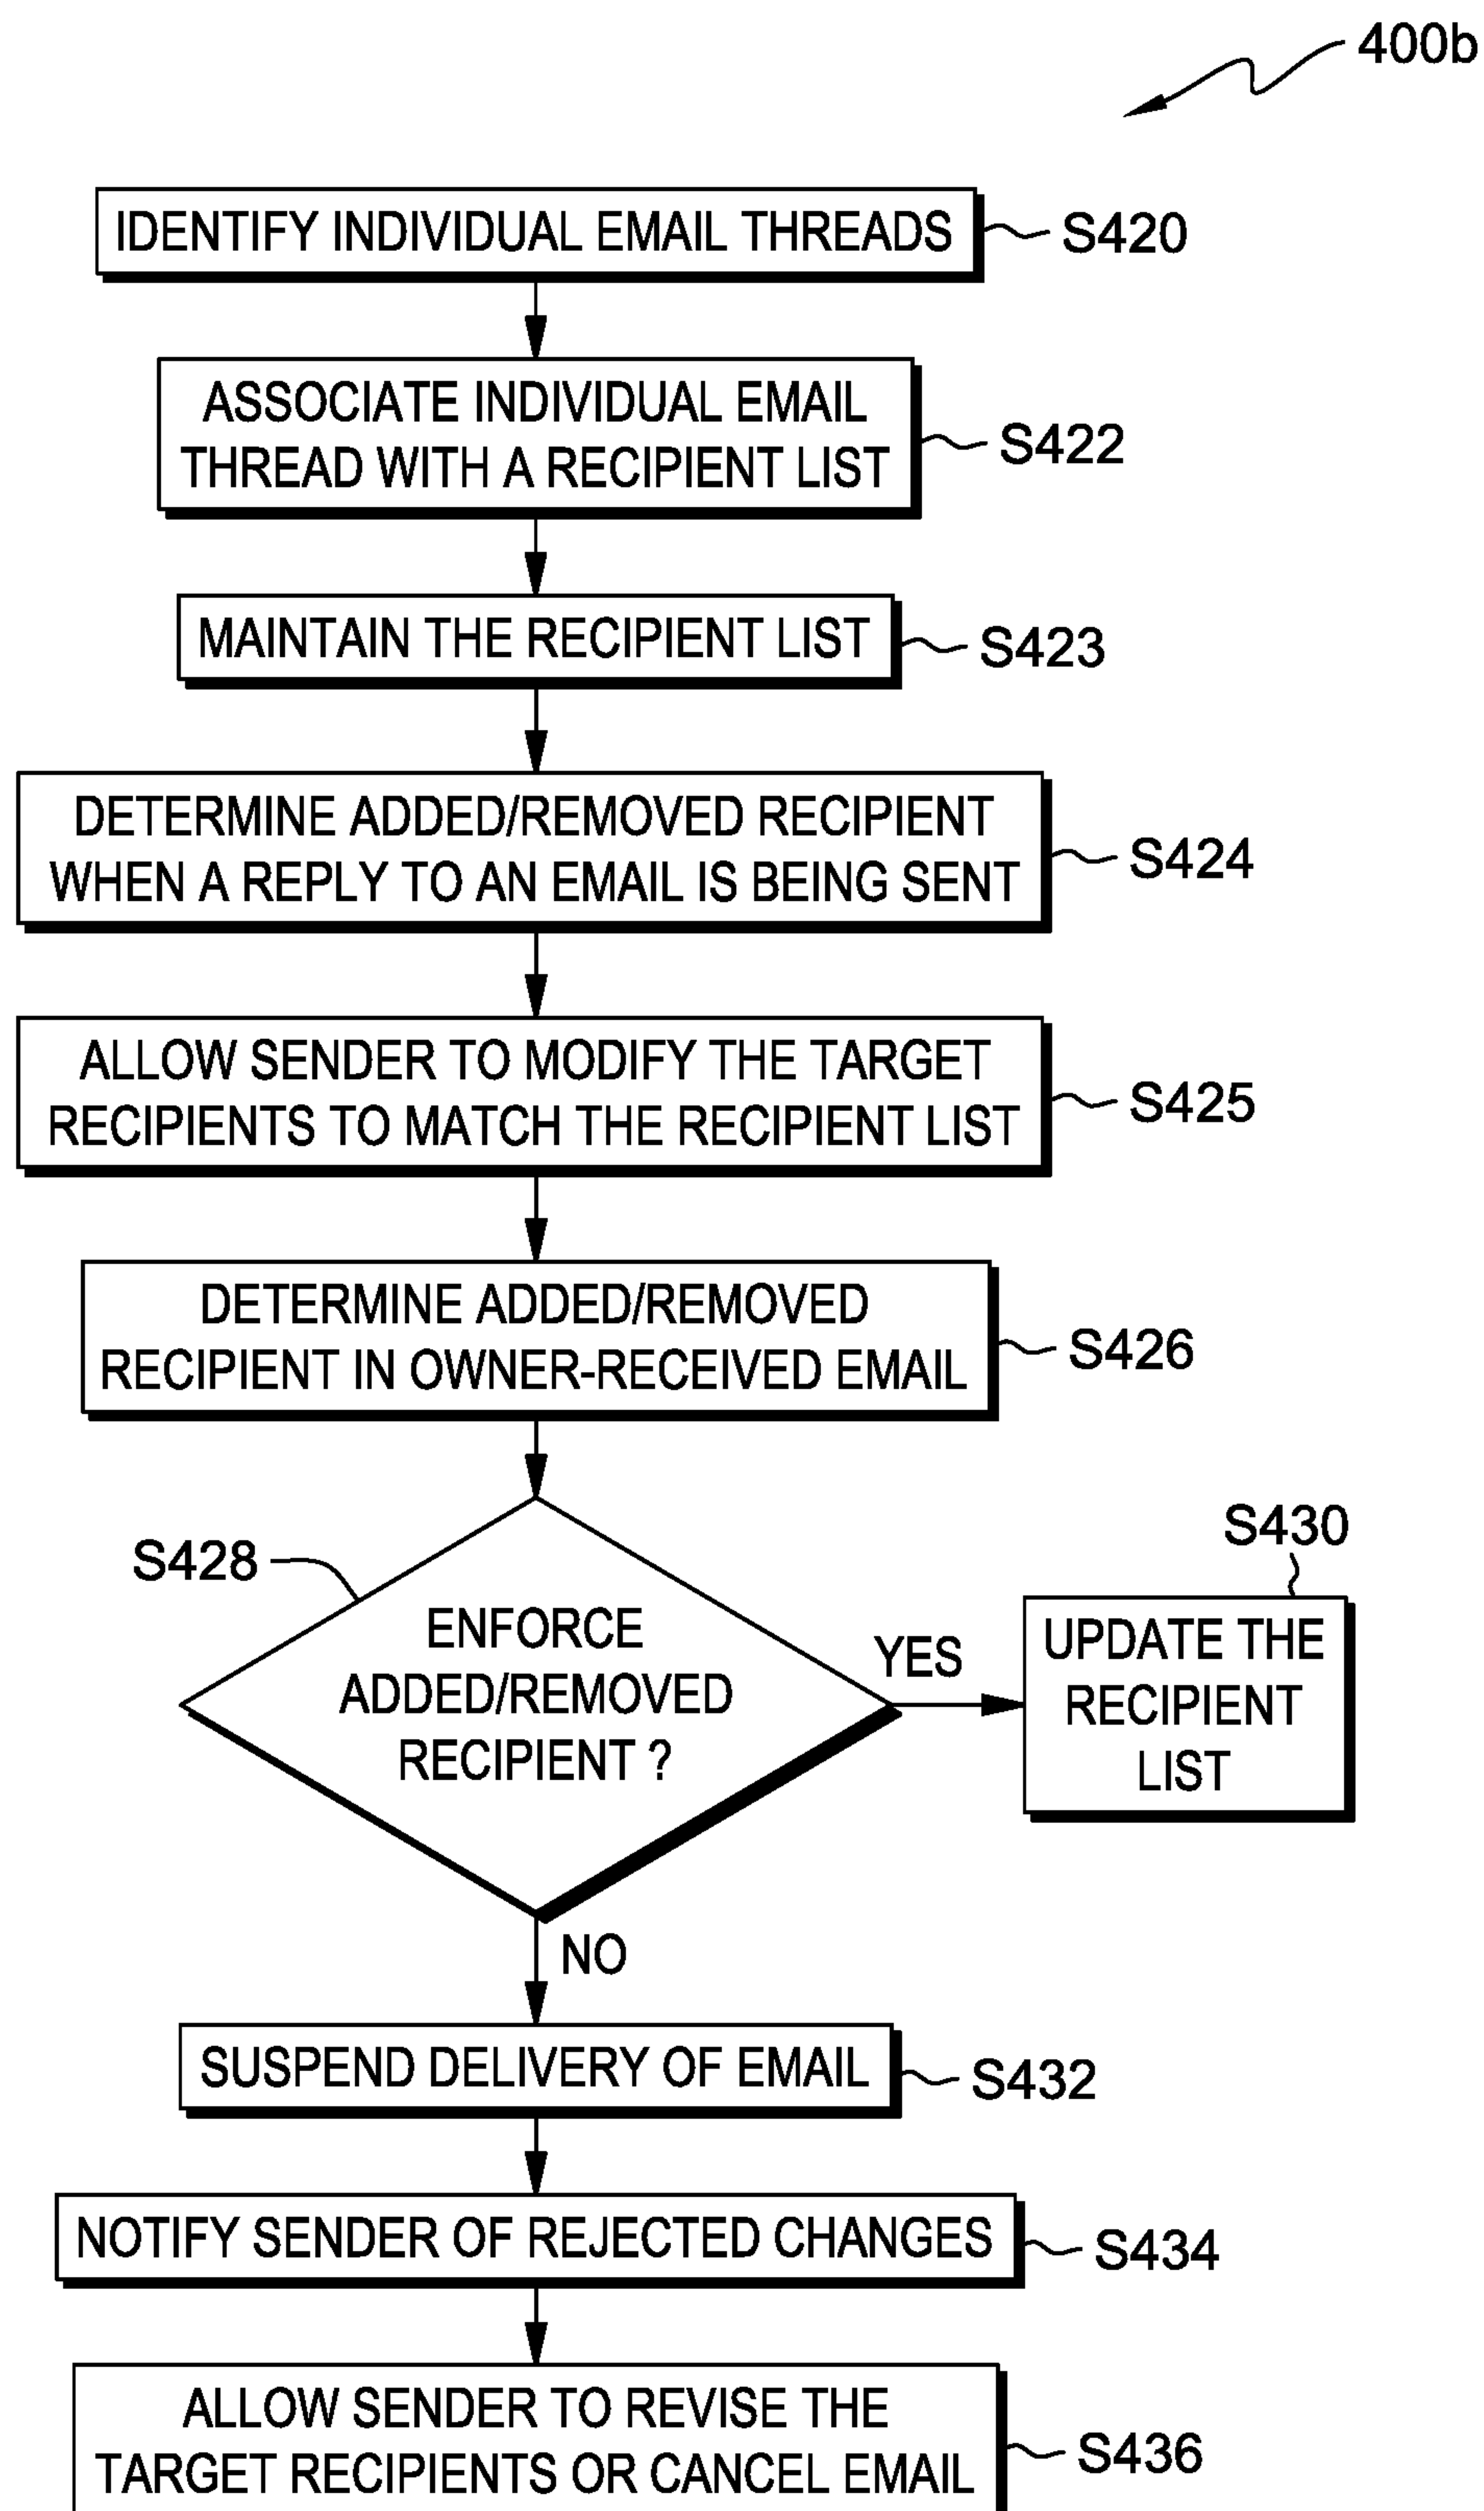 400b
IDENTIFY INDIVIDUAL EMAIL THREADS
S420
ASSOCIATE INDIVIDUAL EMAIL
THREAD WITH A RECIPIENT LIST
S422
MAINTAIN THE RECIPIENT LIST
S423
DETERMINE ADDED/REMOVED RECIPIENT
WHEN A REPLY TO AN EMAIL IS BEING SENT
S424
ALLOW SENDER TO MODIFY THE TARGET
RECIPIENTS TO MATCH THE RECIPIENT LIST
S425
DETERMINE ADDED/REMOVED
RECIPIENT IN OWNER-RECEIVED EMAIL
S426
S428
ENFORCE
ADDED/REMOVED
RECIPIENT ?
YES
S430
UPDATE THE
RECIPIENT
LIST
NO
SUSPEND DELIVERY OF EMAIL
S432
NOTIFY SENDER OF REJECTED CHANGES
S434
ALLOW SENDER TO REVISE THE
TARGET RECIPIENTS OR CANCEL EMAIL
S436